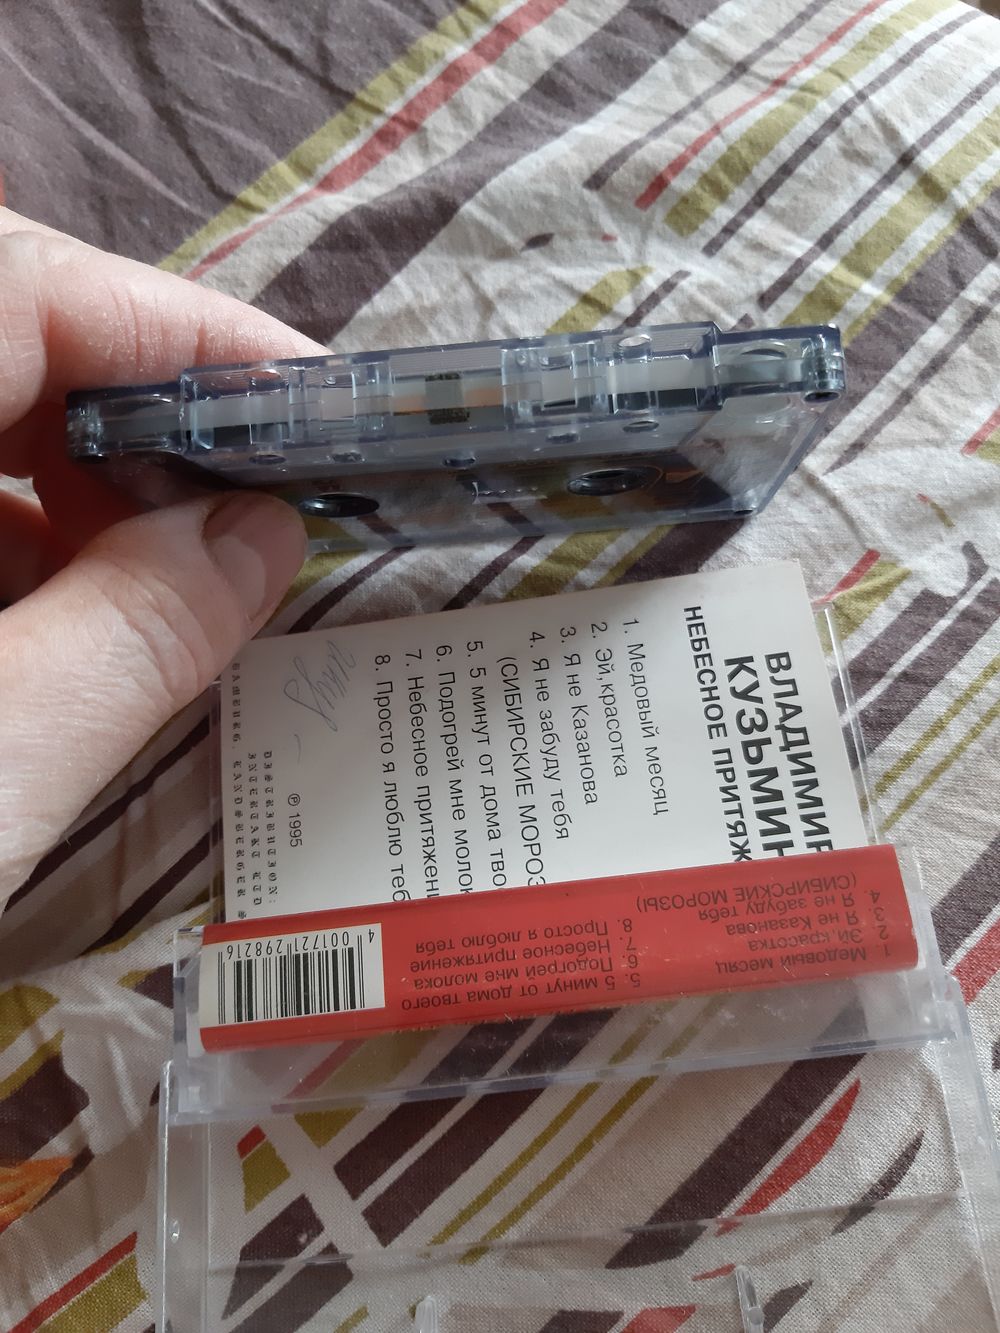 ВЛАДИМИР
КУЗЬМИН
НЕБЕСНОЕ ПРИТЯЖ
1. Медовый месяц
2. Эй,красотка
3. Я не Казанова
4. Я не забуду тебя
(СИБИРСКИЕ МОРОЗ
5. 5 минут от дома тво
6. Подогрей мне молок
7. Небесное притяжени
8. Просто я люблю теб
℗ 1995
DISTRIBUTION:
INTERTAKT LTD
1. Медовый месяц
2. Эй,красотка
3. Я не Казанова
4. Я не забуду тебя
(СИБИРСКИЕ МОРОЗЫ)
5. 5 минут от дома твоего
6. Подогрей мне молока
7. Небесное притяжение
8. Просто я люблю тебя
4 001721 298216